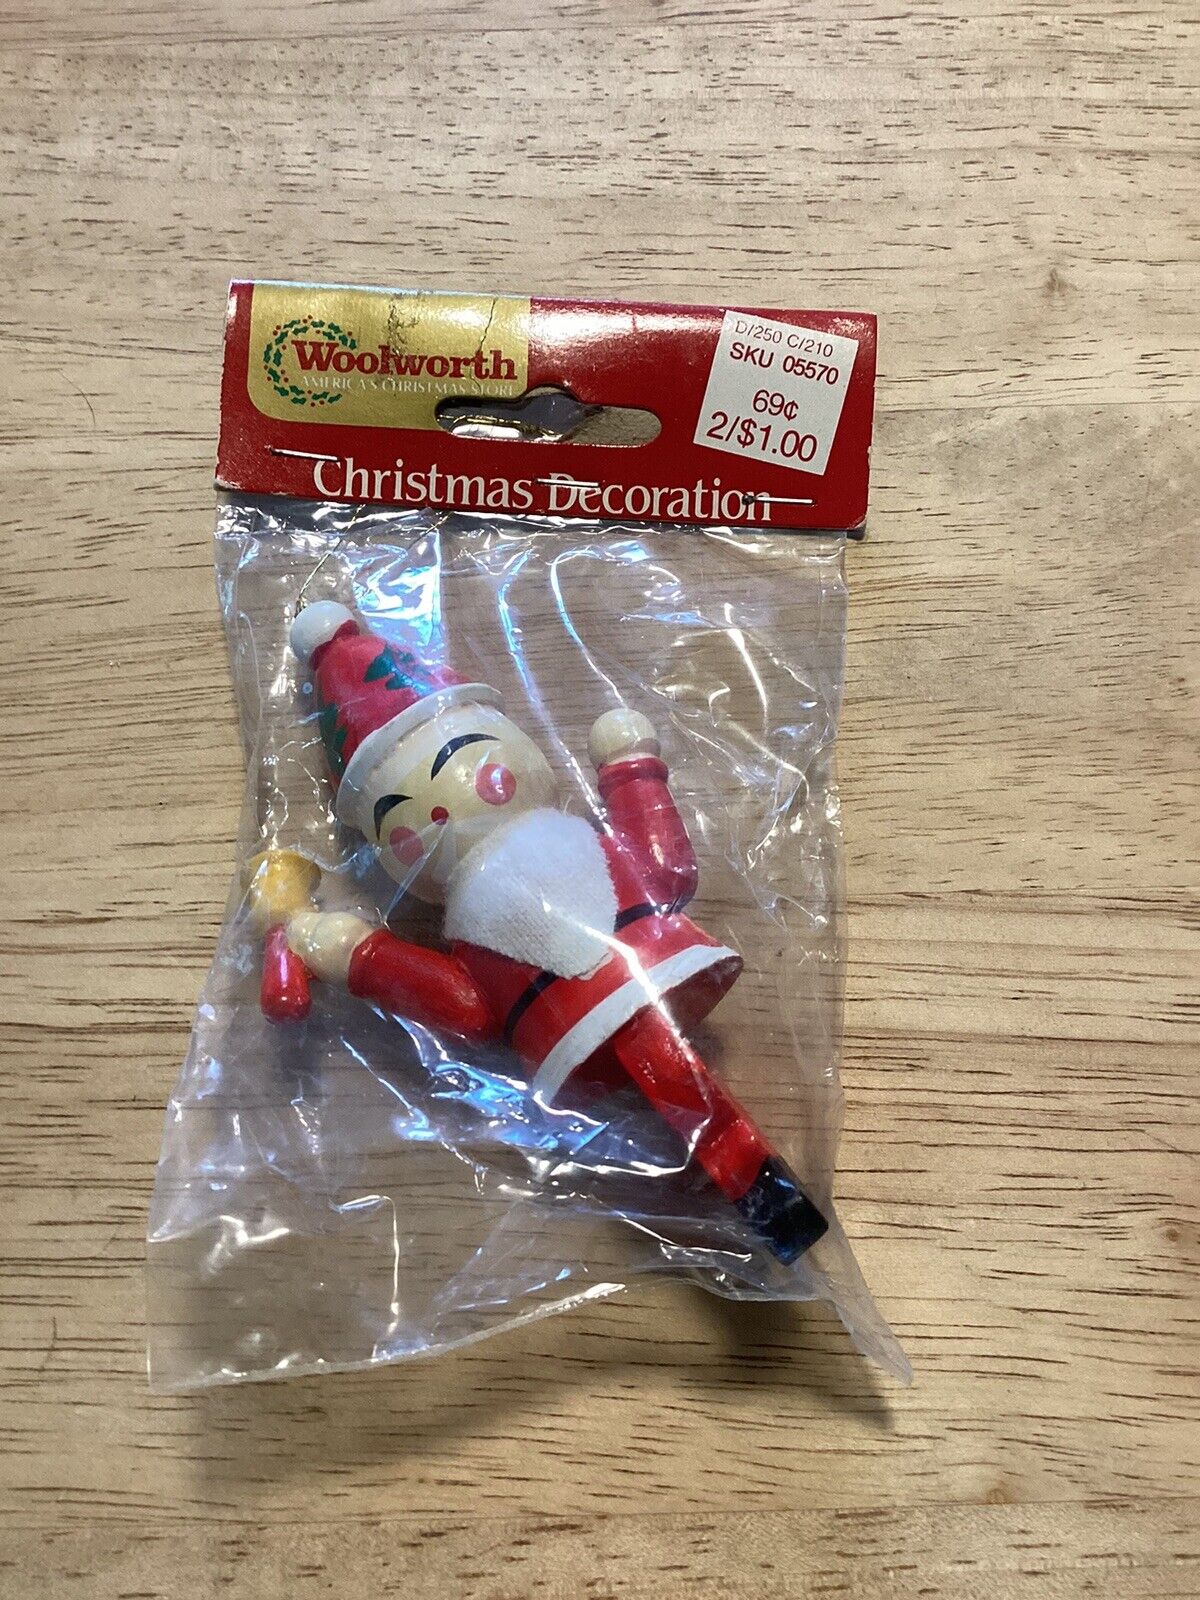 Woolworth
AMERICA'S CHRISTMAS STORE
D/250 C/210
SKU 05570
69¢
2/$1.00
Christmas Decoration